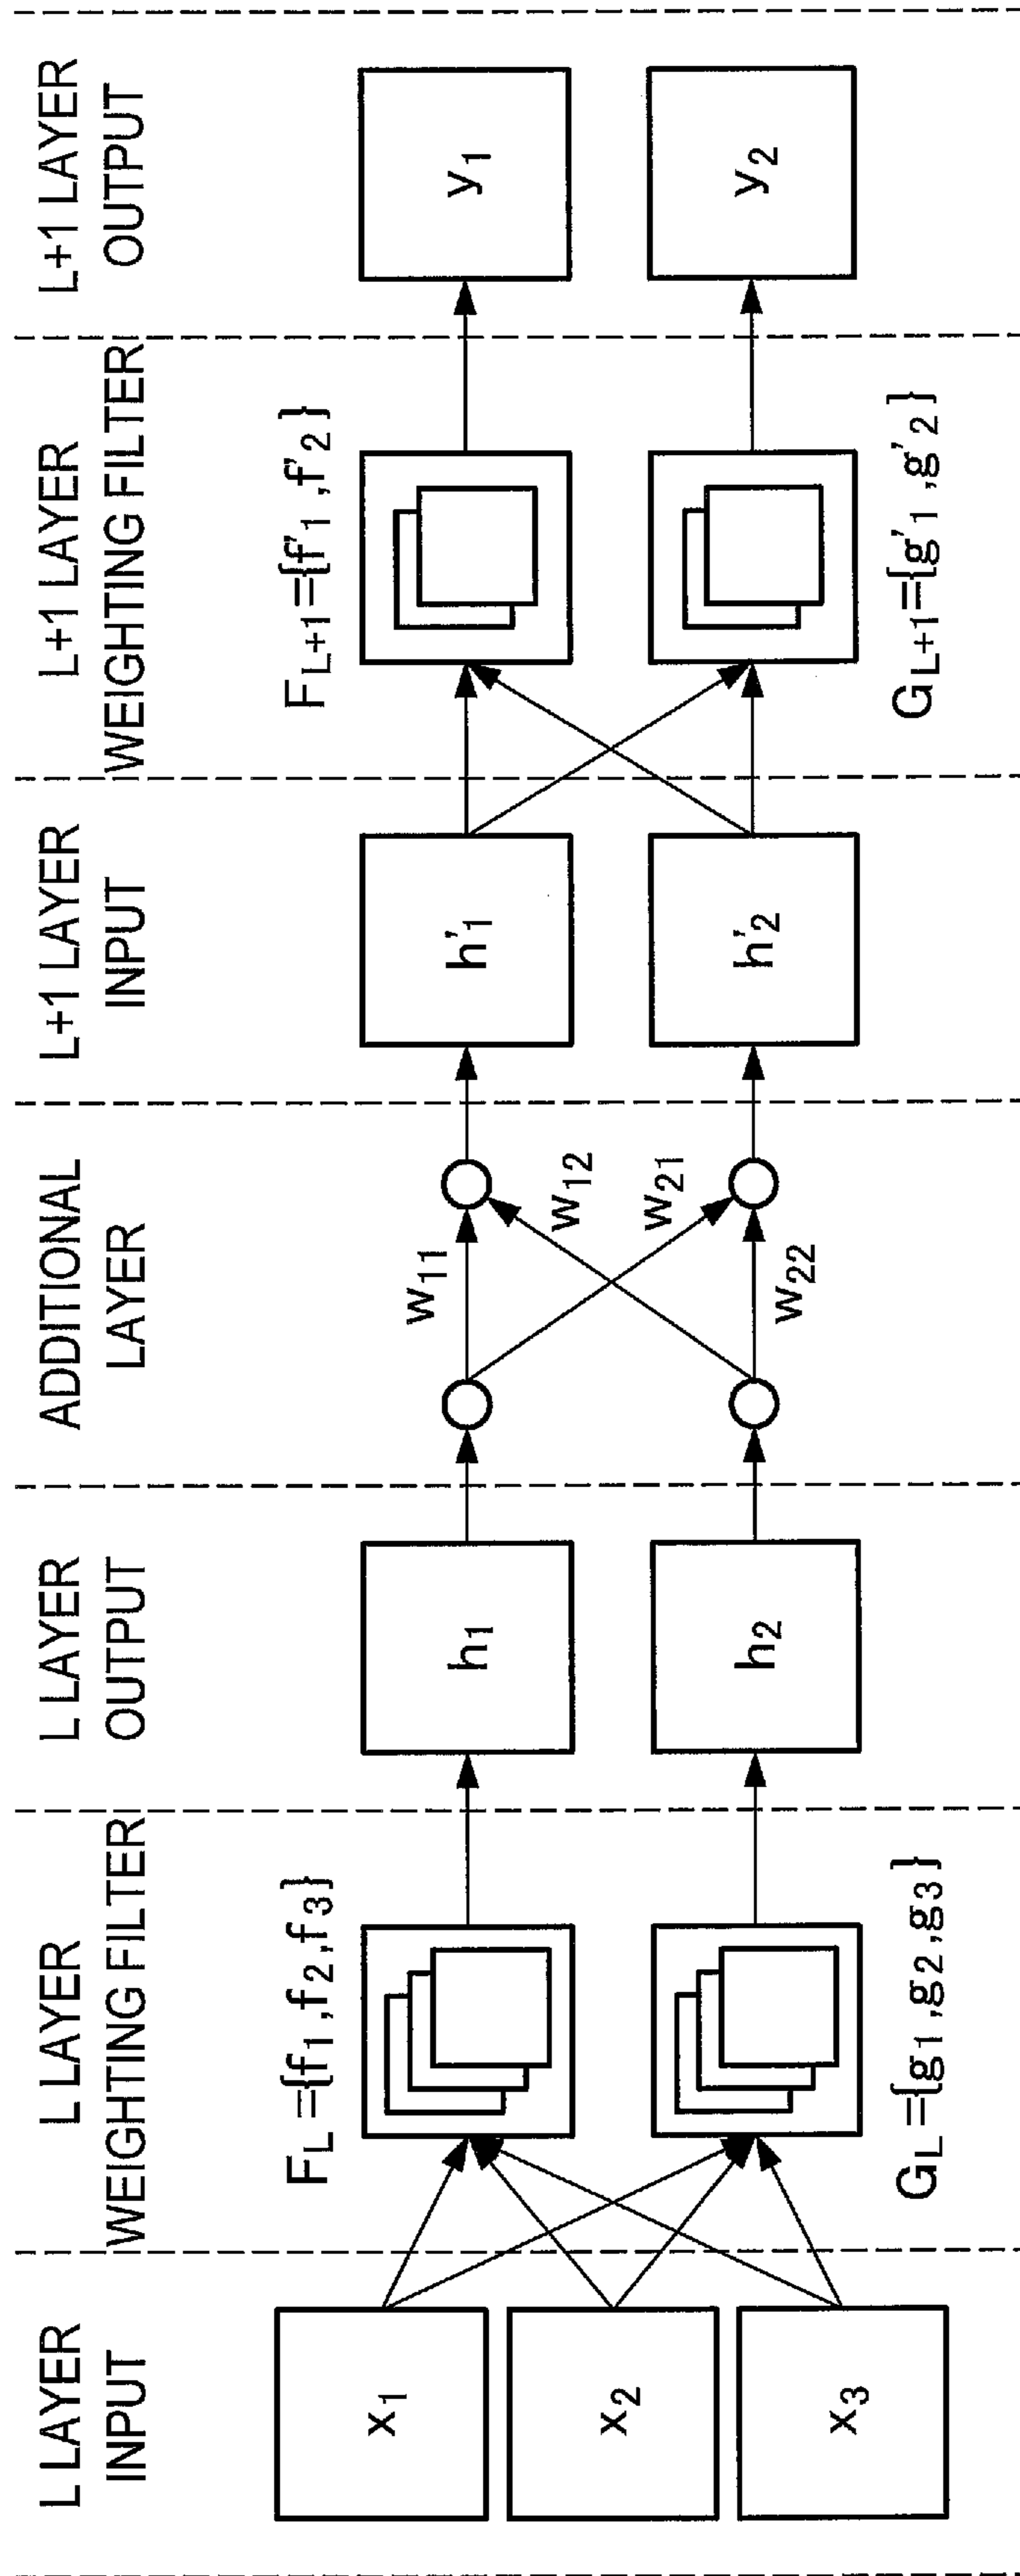 L LAYER
INPUT
L LAYER
WEIGHTING FILTER
L LAYER
OUTPUT
ADDITIONAL
LAYER
L+1 LAYER
INPUT
L+1 LAYER
WEIGHTING FILTER
L+1 LAYER
OUTPUT
x1
x2
x3
FL={f1,f2,f3}
GL={g1,g2,g3}
h1
h2
w11
w12
w21
w22
h'1
h'2
FL+1={f'1,f'2}
GL+1={g'1,g'2}
y1
y2